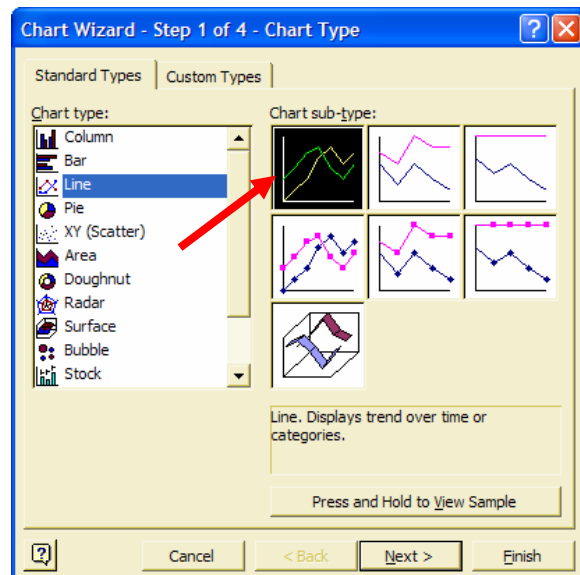 Chart Wizard - Step 1 of 4 - Chart Type
Standard Types
Custom Types
Chart type:
Column
Bar
Line
Pie
XY (Scatter)
Area
Doughnut
Radar
Surface
Bubble
Stock
Chart sub-type:
Line. Displays trend over time or
categories.
Press and Hold to View Sample
Cancel
< Back
Next >
Finish